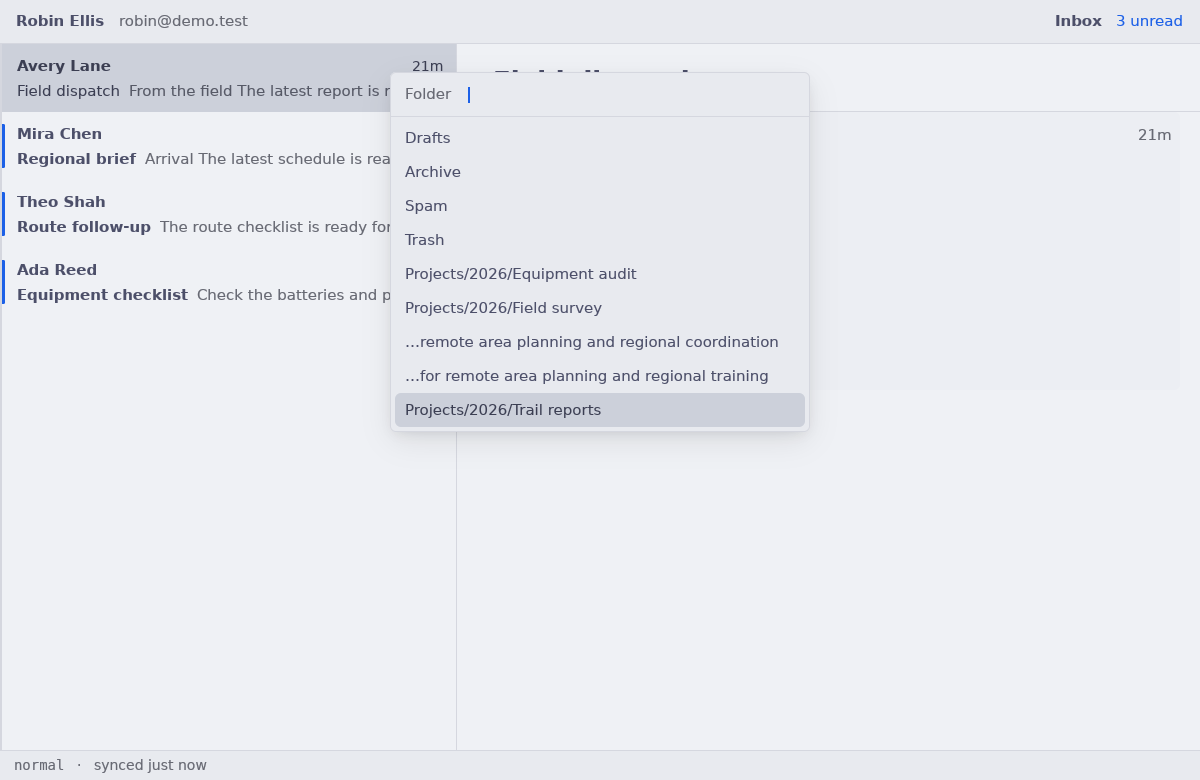 Robin Ellis robin@demo.test
Inbox 3 unread
Avery Lane 21m
Field dispatch From the field The latest report is
Mira Chen
Regional brief Arrival The latest schedule is
Theo Shah
Route follow-up The route checklist is ready for
Ada Reed
Equipment checklist Check the batteries and
Folder
Drafts
Archive
Spam
Trash
Projects/2026/Equipment audit
Projects/2026/Field survey
…remote area planning and regional coordination
…for remote area planning and regional training
Projects/2026/Trail reports
21m
normal · synced just now